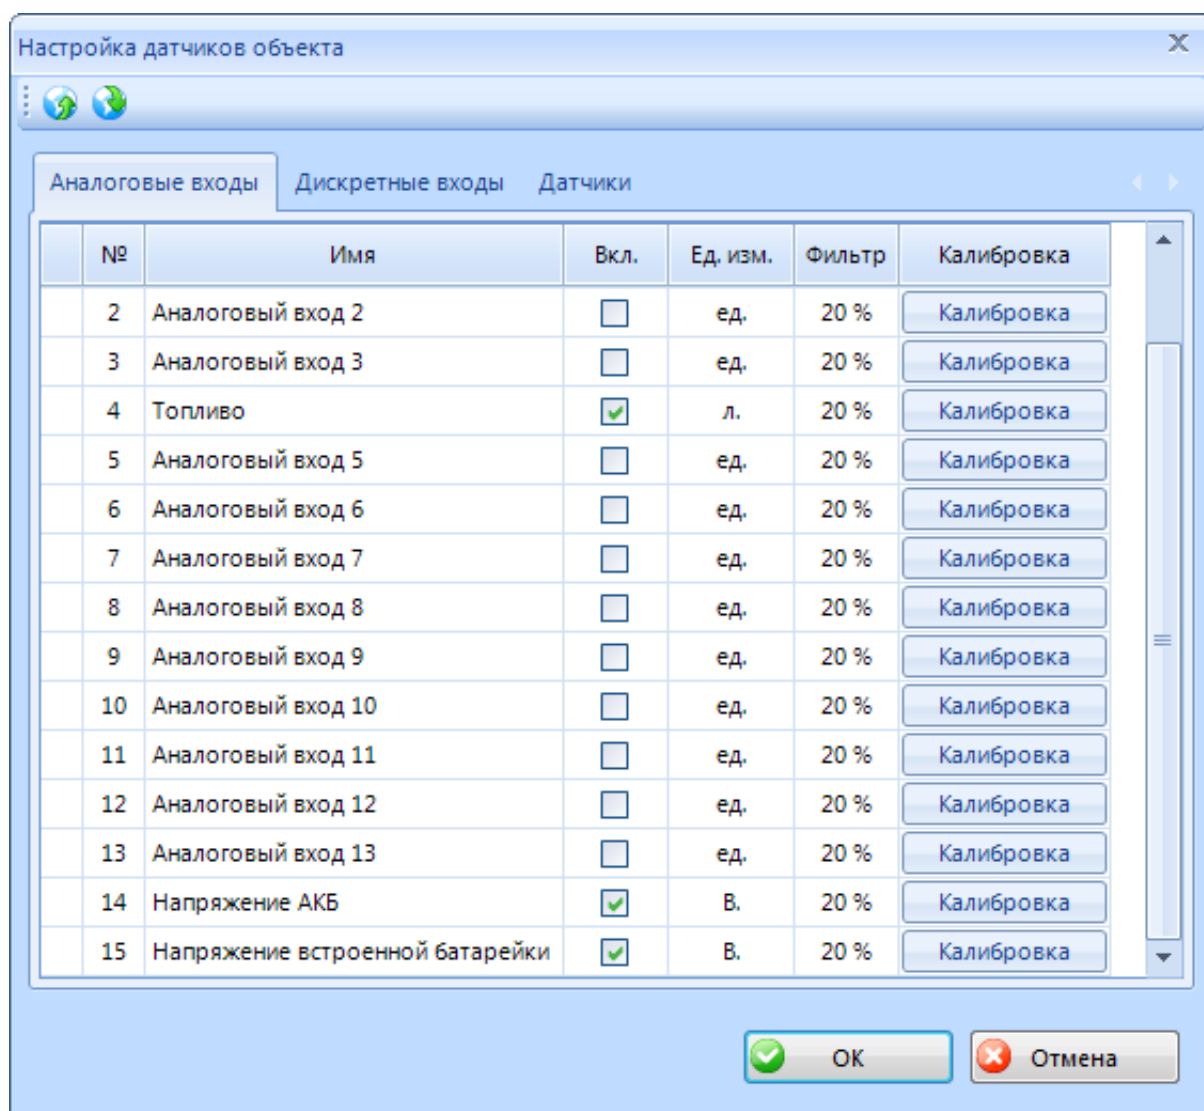 Настройка датчиков объекта
Аналоговые входы Дискретные входы Датчики
№ Имя Вкл. Ед. изм. Фильтр Калибровка
2 Аналоговый вход 2 ед. 20 % Калибровка
3 Аналоговый вход 3 ед. 20 % Калибровка
4 Топливо л. 20 % Калибровка
5 Аналоговый вход 5 ед. 20 % Калибровка
6 Аналоговый вход 6 ед. 20 % Калибровка
7 Аналоговый вход 7 ед. 20 % Калибровка
8 Аналоговый вход 8 ед. 20 % Калибровка
9 Аналоговый вход 9 ед. 20 % Калибровка
10 Аналоговый вход 10 ед. 20 % Калибровка
11 Аналоговый вход 11 ед. 20 % Калибровка
12 Аналоговый вход 12 ед. 20 % Калибровка
13 Аналоговый вход 13 ед. 20 % Калибровка
14 Напряжение АКБ В. 20 % Калибровка
15 Напряжение встроенной батарейки В. 20 % Калибровка
ОК Отмена